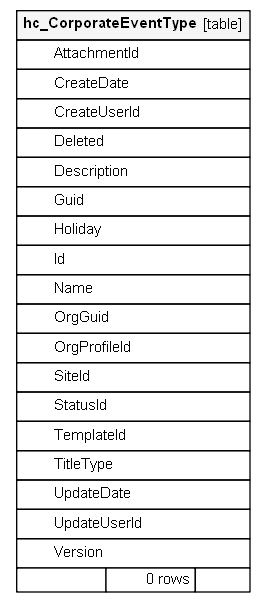 hc_CorporateEventType [table]
AttachmentId
CreateDate
CreateUserId
Deleted
Description
Guid
Holiday
Id
Name
OrgGuid
OrgProfileId
SiteId
StatusId
TemplateId
TitleType
UpdateDate
UpdateUserId
Version
0 rows